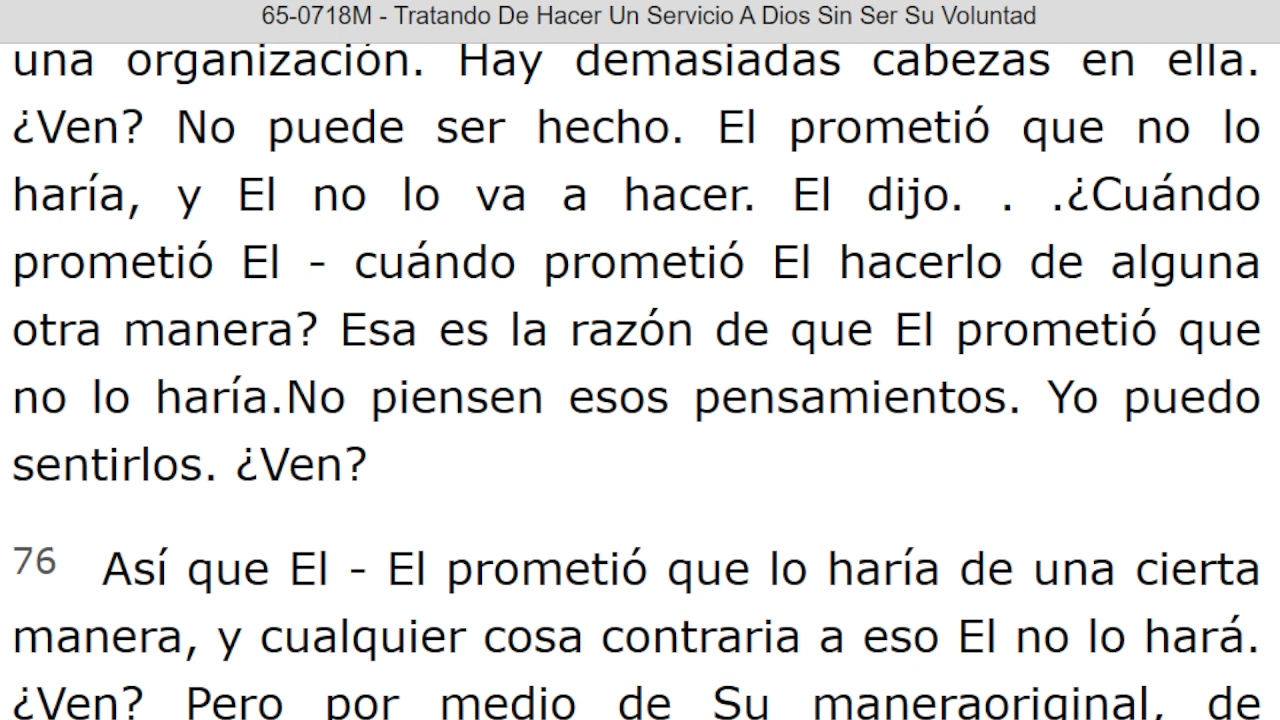 65-0718M - Tratando De Hacer Un Servicio A Dios Sin Ser Su Voluntad
una organización. Hay demasiadas cabezas en ella.
¿Ven? No puede ser hecho. El prometió que no lo
haría, y El no lo va a hacer. El dijo. . .¿Cuándo
prometió El - cuándo prometió El hacerlo de alguna
otra manera? Esa es la razón de que El prometió que
no lo haría.No piensen esos pensamientos. Yo puedo
sentirlos. ¿Ven?
76 Así que El - El prometió que lo haría de una cierta
manera, y cualquier cosa contraria a eso El no lo hará.
¿Ven? Pero por medio de Su maneraoriginal, de